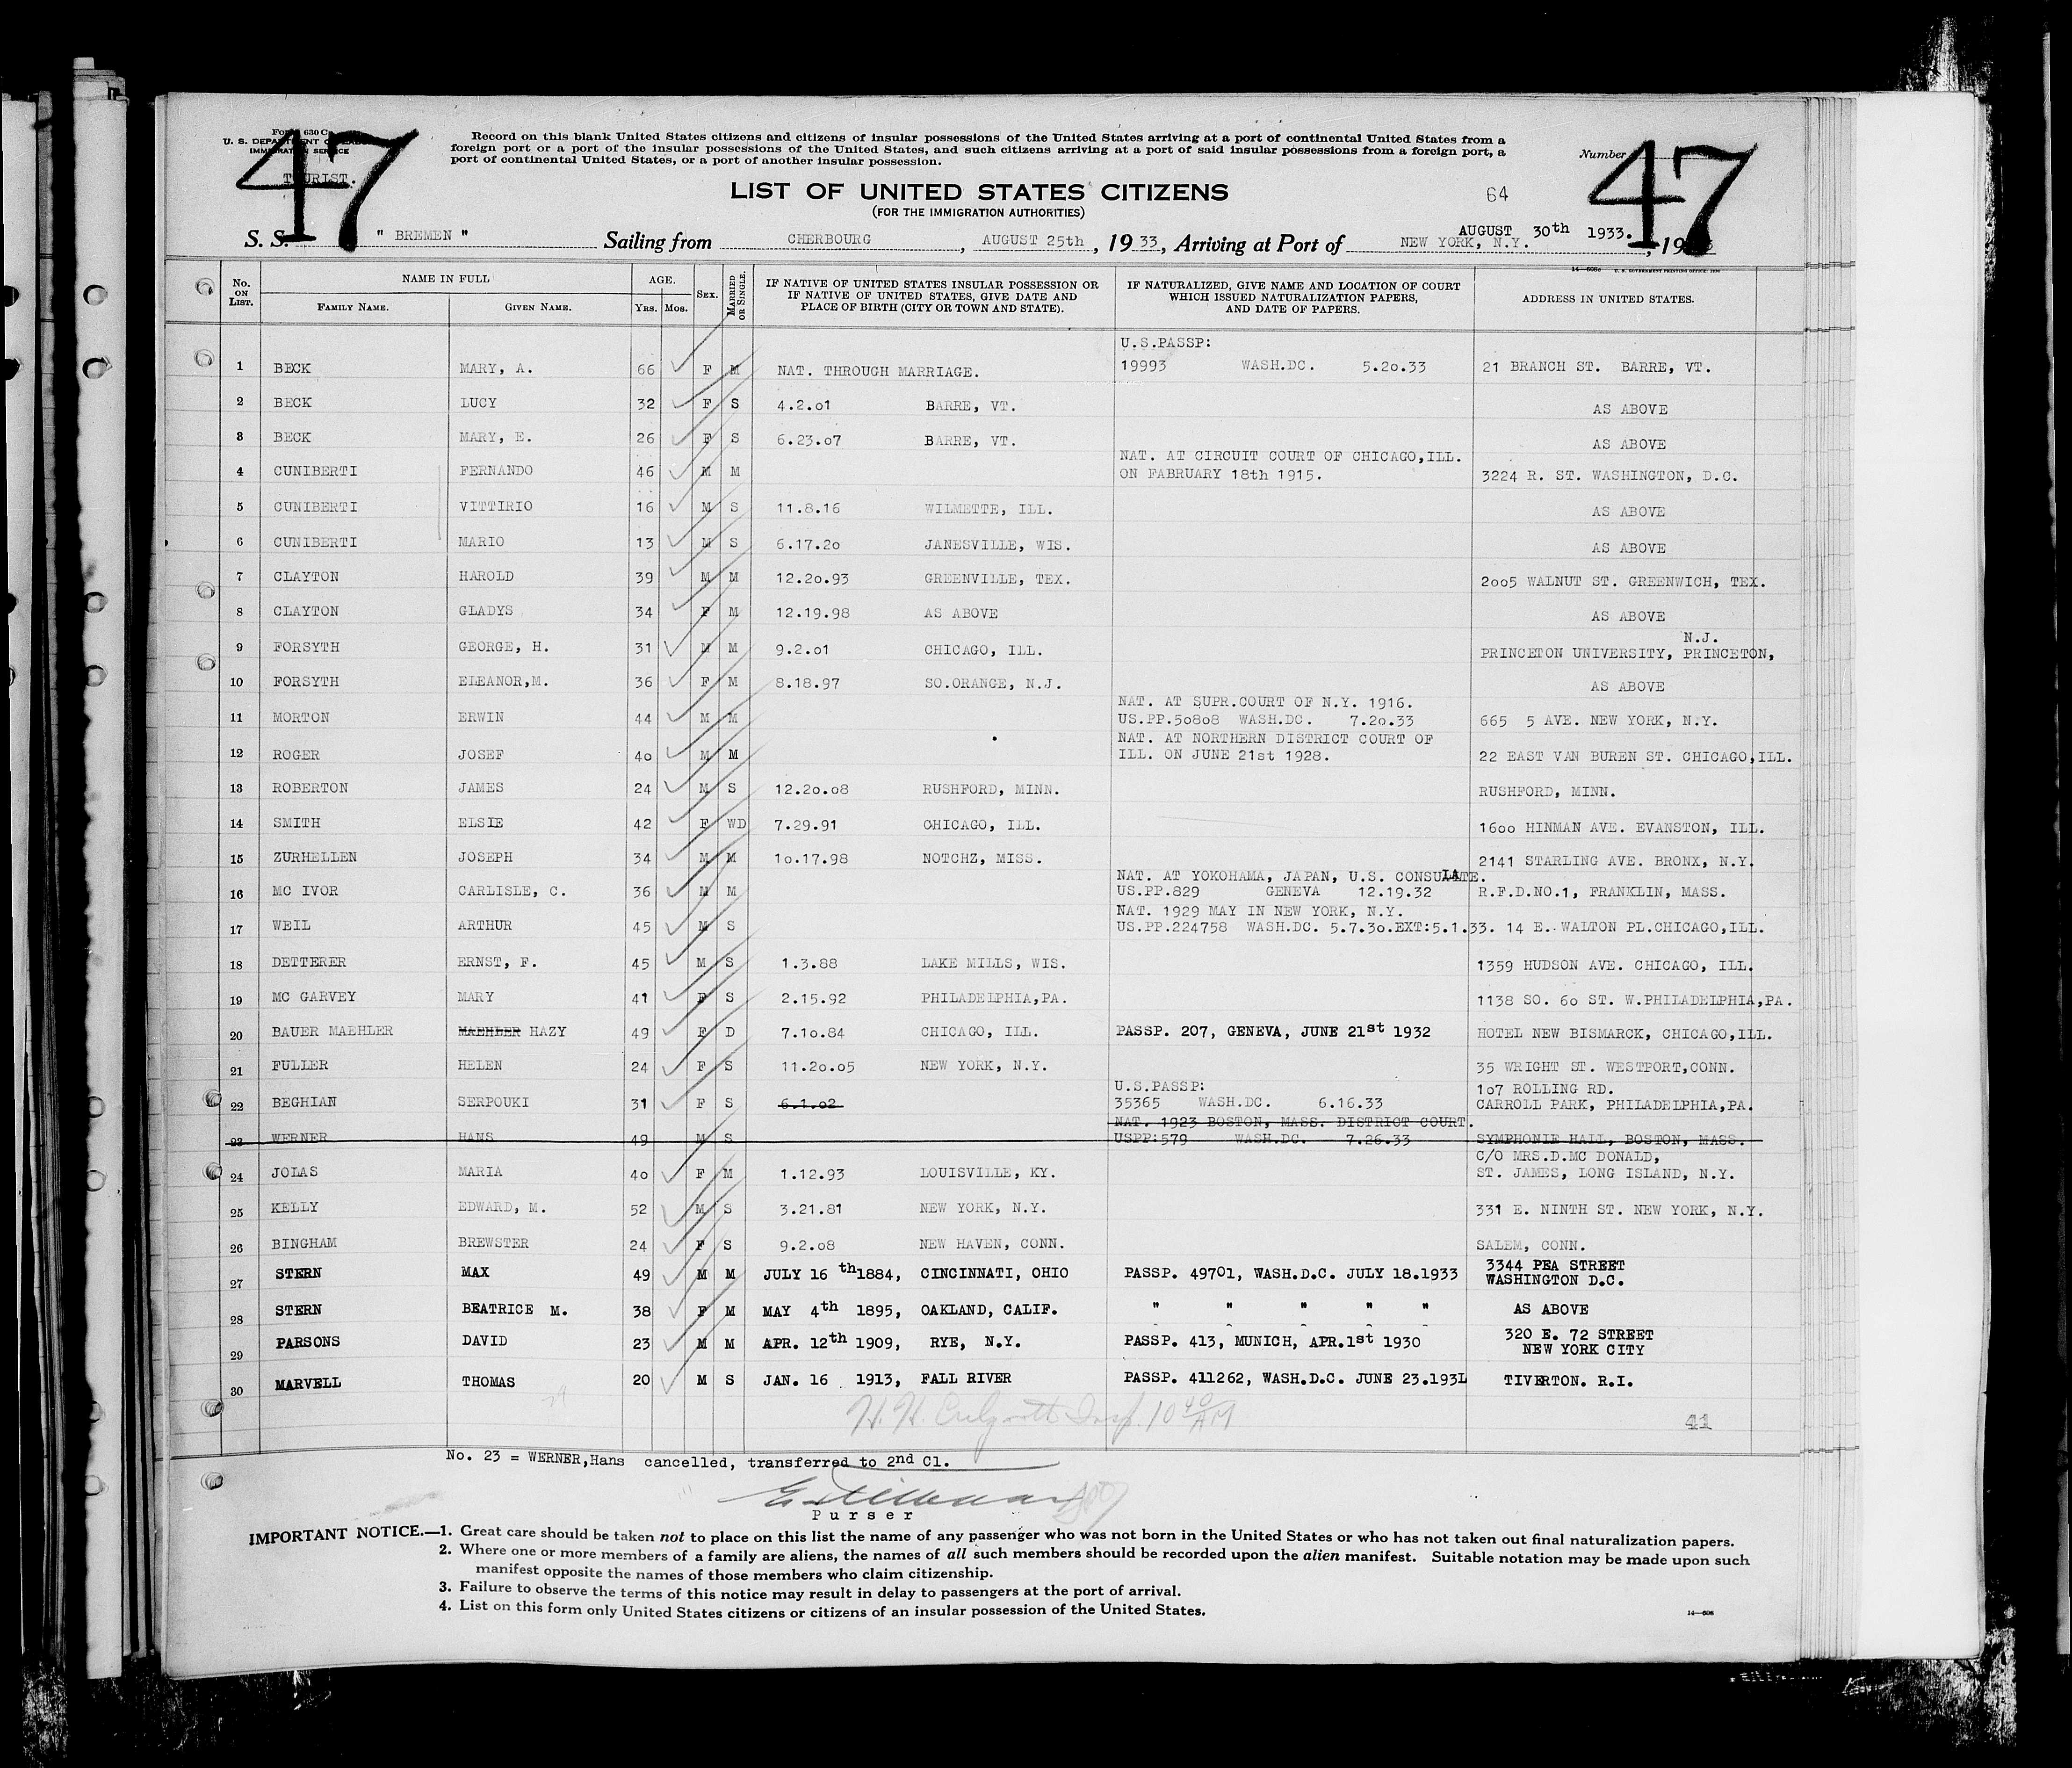 47
47
Form 630 C
U. S. DEPARTMENT OF LABOR
IMMIGRATION SERVICE
TOURIST.
Record on this blank United States citizens and citizens of insular possessions of the United States arriving at a port of continental United States from a
foreign port or a port of the insular possessions of the United States, and such citizens arriving at a port of said insular possessions from a foreign port, a
port of continental United States, or a port of another insular possession.
Number
LIST OF UNITED STATES CITIZENS
(FOR THE IMMIGRATION AUTHORITIES)
64
S. S. " BREMEN " Sailing from CHERBOURG, AUGUST 25th, 1933, Arriving at Port of NEW YORK, N.Y. AUGUST 30th 1933., 19
14—608c U. S. GOVERNMENT PRINTING OFFICE: 1930
No. ON LIST. NAME IN FULL FAMILY NAME. GIVEN NAME. AGE. YRS. MOS. SEX. MARRIED OR SINGLE. IF NATIVE OF UNITED STATES INSULAR POSSESSION OR IF NATIVE OF UNITED STATES, GIVE DATE AND PLACE OF BIRTH (CITY OR TOWN AND STATE). IF NATURALIZED, GIVE NAME AND LOCATION OF COURT WHICH ISSUED NATURALIZATION PAPERS, AND DATE OF PAPERS. ADDRESS IN UNITED STATES.
U.S.PASSP:
1 BECK MARY, A. 66 F M NAT. THROUGH MARRIAGE. 19993 WASH.DC. 5.20.33 21 BRANCH ST. BARRE, VT.
2 BECK LUCY 32 F S 4.2.01 BARRE, VT. AS ABOVE
3 BECK MARY, E. 26 F S 6.23.07 BARRE, VT. AS ABOVE
NAT. AT CIRCUIT COURT OF CHICAGO,ILL.
4 CUNIBERTI FERNANDO 46 M M ON FABRUARY 18th 1915. 3224 R. ST. WASHINGTON, D.C.
5 CUNIBERTI VITTIRIO 16 M S 11.8.16 WILMETTE, ILL. AS ABOVE
6 CUNIBERTI MARIO 13 M S 6.17.20 JANESVILLE, WIS. AS ABOVE
7 CLAYTON HAROLD 39 M M 12.20.93 GREENVILLE, TEX. 2005 WALNUT ST. GREENWICH, TEX.
8 CLAYTON GLADYS 34 F M 12.19.98 AS ABOVE AS ABOVE
N.J.
9 FORSYTH GEORGE, H. 31 M M 9.2.01 CHICAGO, ILL. PRINCETON UNIVERSITY, PRINCETON,
10 FORSYTH ELEANOR,M. 36 F M 8.18.97 SO.ORANGE, N.J. AS ABOVE
NAT. AT SUPR.COURT OF N.Y. 1916.
11 MORTON ERWIN 44 M M US.PP.50808 WASH.DC. 7.20.33 665 5 AVE. NEW YORK, N.Y.
NAT. AT NORTHERN DISTRICT COURT OF
12 ROGER JOSEF 40 M M ILL. ON JUNE 21st 1928. 22 EAST VAN BUREN ST. CHICAGO,ILL.
13 ROBERTON JAMES 24 M S 12.20.08 RUSHFORD, MINN. RUSHFORD, MINN.
14 SMITH ELSIE 42 F WD 7.29.91 CHICAGO, ILL. 1600 HINMAN AVE. EVANSTON, ILL.
15 ZURHELLEN JOSEPH 34 M M 10.17.98 NOTCHZ, MISS. 2141 STARLING AVE. BRONX, N.Y.
NAT. AT YOKOHAMA, JAPAN, U.S. CONSULATE.
16 MC IVOR CARLISLE, C. 36 M M US.PP.829 GENEVA 12.19.32 R.F.D.NO.1, FRANKLIN, MASS.
NAT. 1929 MAY IN NEW YORK, N.Y.
17 WEIL ARTHUR 45 M S US.PP.224758 WASH.DC. 5.7.30.EXT:5.1.33. 14 E. WALTON PL.CHICAGO,ILL.
18 DETTERER ERNST, F. 45 M S 1.3.88 LAKE MILLS, WIS. 1359 HUDSON AVE. CHICAGO, ILL.
19 MC GARVEY MARY 41 F S 2.15.92 PHILADELPHIA,PA. 1138 SO. 60 ST. W.PHILADELPHIA,PA.
20 BAUER MAEHLER MAEHLER HAZY 49 F D 7.10.84 CHICAGO, ILL. PASSP. 207, GENEVA, JUNE 21st 1932 HOTEL NEW BISMARCK, CHICAGO,ILL.
21 FULLER HELEN 24 F S 11.20.05 NEW YORK, N.Y. 35 WRIGHT ST. WESTPORT,CONN.
U.S.PASSP: 107 ROLLING RD.
22 BEGHIAN SERPOUKI 31 F S 6.1.02 35365 WASH.DC. 6.16.33 CARROLL PARK, PHILADELPHIA,PA.
NAT. 1923 BOSTON, MASS. DISTRICT COURT.
23 WERNER HANS 49 M S USPP:579 WASH.DC. 7.26.33 SYMPHONIE HALL, BOSTON, MASS.
C/O MRS.D.MC DONALD,
24 JOLAS MARIA 40 F M 1.12.93 LOUISVILLE, KY. ST. JAMES, LONG ISLAND, N.Y.
25 KELLY EDWARD, M. 52 M S 3.21.81 NEW YORK, N.Y. 331 E. NINTH ST. NEW YORK, N.Y.
26 BINGHAM BREWSTER 24 F S 9.2.08 NEW HAVEN, CONN. SALEM, CONN.
27 STERN MAX 49 M M JULY 16 th 1884, CINCINNATI, OHIO PASSP. 49701, WASH.D.C. JULY 18.1933 3344 PEA STREET
WASHINGTON D.C.
28 STERN BEATRICE M. 38 F M MAY 4th 1895, OAKLAND, CALIF. " " " " " AS ABOVE
29 PARSONS DAVID 23 M M APR. 12th 1909, RYE, N.Y. PASSP. 413, MUNICH, APR.1st 1930 320 E. 72 STREET
NEW YORK CITY
30 MARVELL THOMAS 20 M S JAN. 16 1913, FALL RIVER PASSP. 411262, WASH.D.C. JUNE 23.1931 TIVERTON. R.I.
Insp. 10 40 AM
41
No. 23 = WERNER,Hans cancelled, transferred to 2nd Cl.
Purser
IMPORTANT NOTICE.—1. Great care should be taken not to place on this list the name of any passenger who was not born in the United States or who has not taken out final naturalization papers.
2. Where one or more members of a family are aliens, the names of all such members should be recorded upon the alien manifest. Suitable notation may be made upon such
manifest opposite the names of those members who claim citizenship.
3. Failure to observe the terms of this notice may result in delay to passengers at the port of arrival.
4. List on this form only United States citizens or citizens of an insular possession of the United States.
14—608